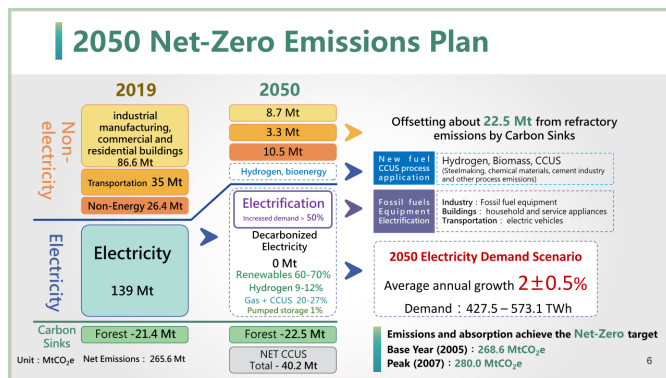 2050 Net-Zero Emissions Plan
2019
2050
Non-
electricity
industrial
manufacturing,
commercial and
residential buildings
86.6 Mt
Transportation 35 Mt
Non-Energy 26.4 Mt
8.7 Mt
3.3 Mt
10.5 Mt
Hydrogen, bioenergy
Offsetting about 22.5 Mt from refractory
emissions by Carbon Sinks
New fuel
CCUS process
application
Hydrogen, Biomass, CCUS
(Steelmaking, chemical materials, cement industry
and other process emissions)
Fossil fuels
Equipment
Electrification
Industry : Fossil fuel equipment
Buildings : household and service appliances
Transportation : electric vehicles
Electricity
Electricity
139 Mt
Electrification
Increased demand > 50%
Decarbonized
Electricity
0 Mt
Renewables 60-70%
Hydrogen 9-12%
Gas + CCUS 20-27%
Pumped storage 1%
2050 Electricity Demand Scenario
Average annual growth 2±0.5%
Demand : 427.5 – 573.1 TWh
Carbon
Sinks
Forest -21.4 Mt
Forest -22.5 Mt
Unit : MtCO₂e
Net Emissions : 265.6 Mt
NET CCUS
Total - 40.2 Mt
Emissions and absorption achieve the Net-Zero target
Base Year (2005) : 268.6 MtCO₂e
Peak (2007) : 280.0 MtCO₂e
6